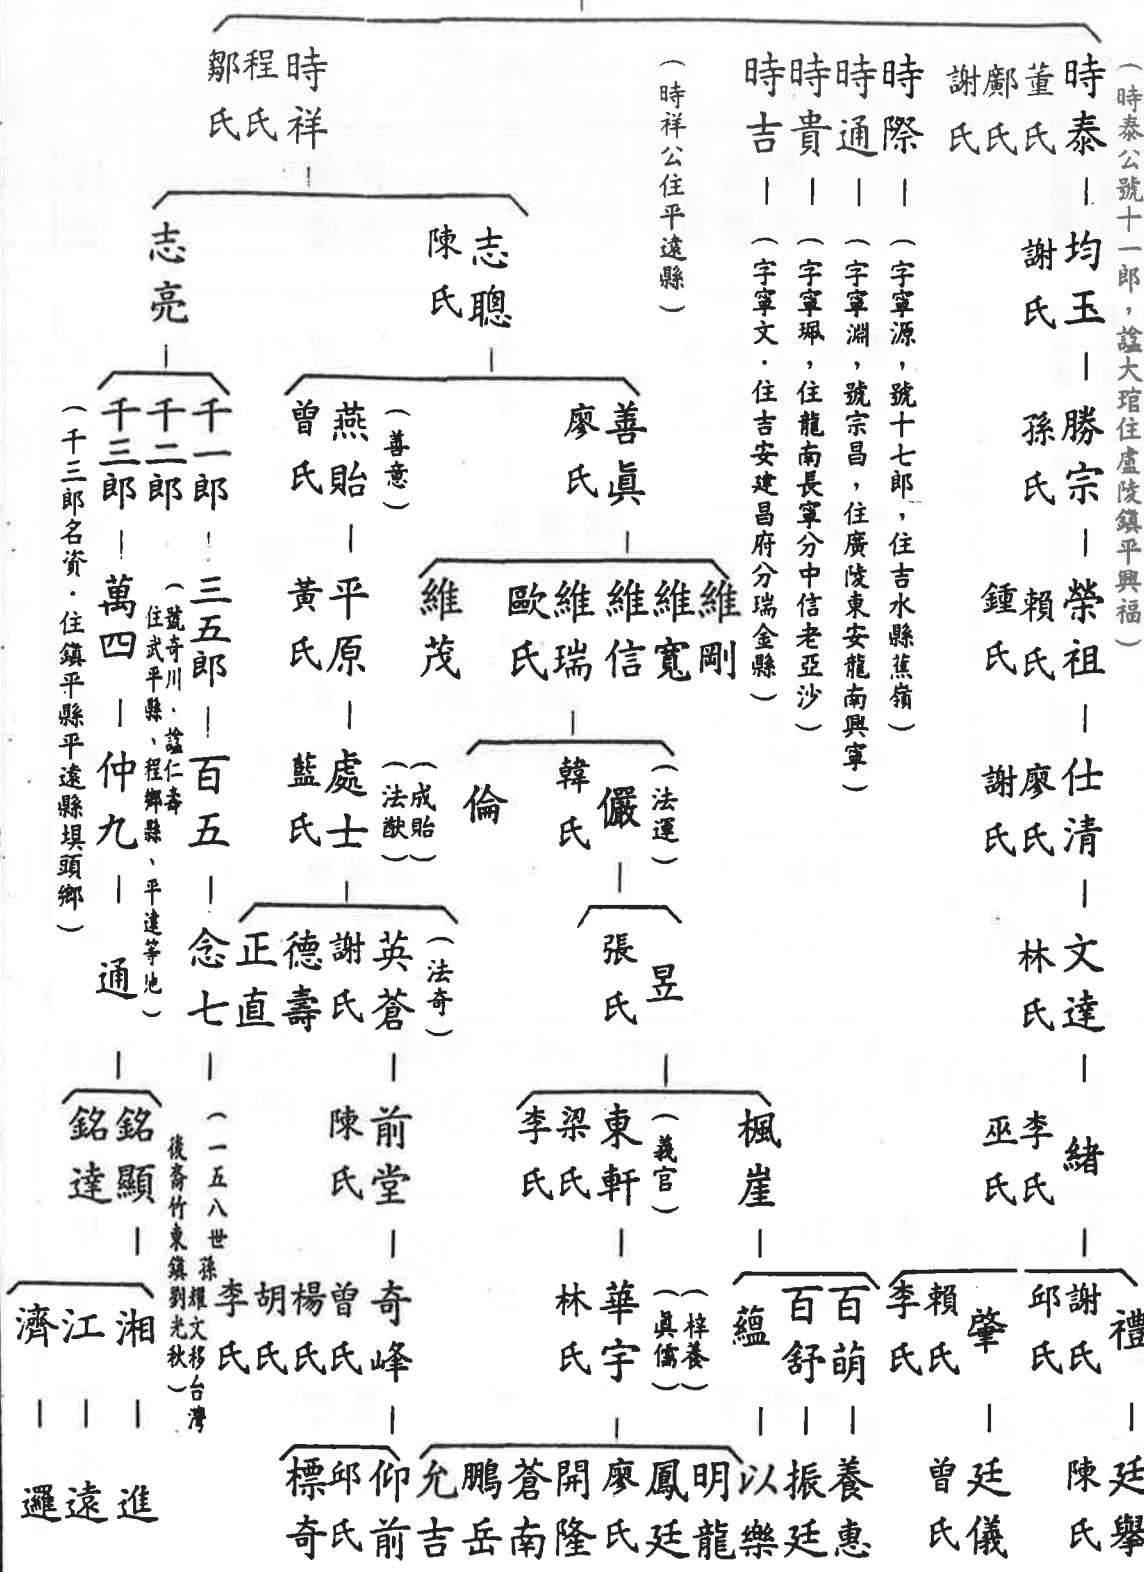 (時泰公號十一郎，諡大琯住盧陵鎮平興福)
時泰
董氏
鄺氏
謝氏
時際
時通
時貴
時吉
(時祥公住平遠縣)
時祥
程氏
鄒氏
均玉
謝氏
(字寧源，號十七郎，住吉水縣蕉嶺)
(字寧淵，號宗昌，住廣陵東安龍南興寧)
(字寧珮，住龍南長寧分中信老亞沙)
(字寧文．住吉安建昌府分瑞金縣)
志聰
陳氏
志亮
勝宗
孫氏
善眞
廖氏
(善意)
燕貽
曾氏
千一郎
千二郎
千三郎
(千三郎名資．住鎮平縣平遠縣垻頭鄉)
榮祖
賴氏
鍾氏
維剛
維寬
維信
維瑞
歐氏
維茂
平原
黃氏
三五郎
(號奇川．諡仁壽
住武平縣、程鄉縣、平遠等地)
萬四
仕清
廖氏
謝氏
(法運)
儼
韓氏
倫
(成貽)
(法猷)
處士
藍氏
百五
仲九
文達
林氏
昱
張氏
(法奇)
英蒼
謝氏
德壽
正直
念七
通
緒
李氏
巫氏
楓崖
(義官)
東軒
梁氏
李氏
前堂
陳氏
(一五八世孫耀文移台灣
後裔竹東鎮劉光秋)
銘顯
銘達
禮
謝氏
邱氏
肇
賴氏
李氏
百萌
百舒
蘊
(梓養)
(眞儒)
華宇
林氏
奇峰
曾氏
楊氏
胡氏
李氏
湘
江
濟
廷舉
陳氏
廷儀
曾氏
養惠
振廷
以樂
明龍
鳳廷
廖氏
開隆
蒼南
鵬岳
允吉
仰前
邱氏
標奇
進
遠
邏